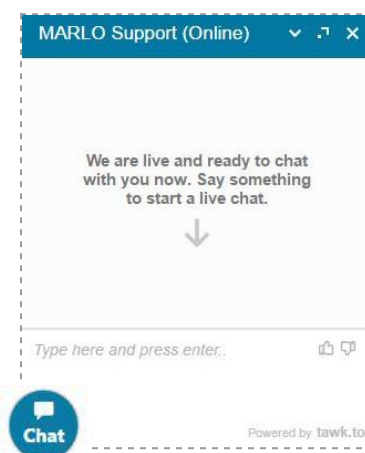 MARLO Support (Online)
We are live and ready to chat
with you now. Say something
to start a live chat.
Type here and press enter..
Chat
Powered by tawk.to